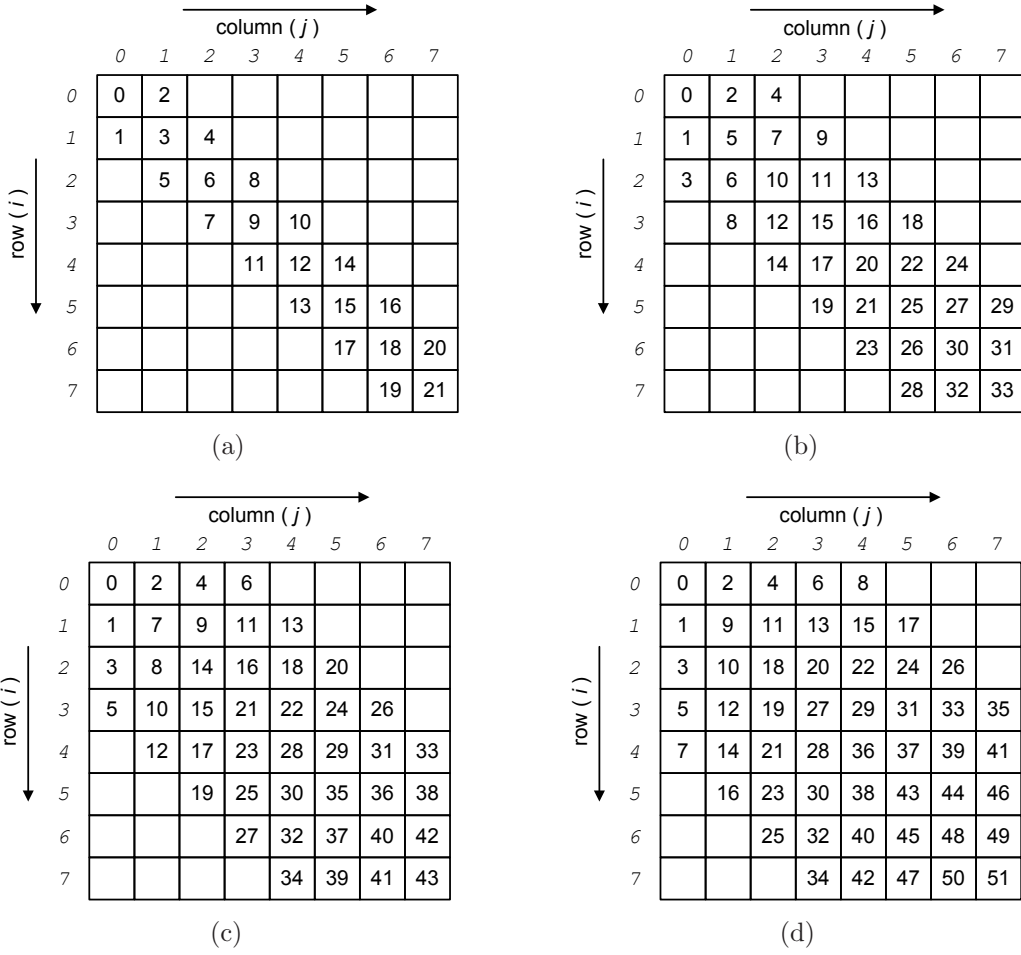 column ( j )
0 1 2 3 4 5 6 7
row ( i )
0 0 2
1 1 3 4
2 5 6 8
3 7 9 10
4 11 12 14
5 13 15 16
6 17 18 20
7 19 21
(a)
column ( j )
0 1 2 3 4 5 6 7
row ( i )
0 0 2 4
1 1 5 7 9
2 3 6 10 11 13
3 8 12 15 16 18
4 14 17 20 22 24
5 19 21 25 27 29
6 23 26 30 31
7 28 32 33
(b)
column ( j )
0 1 2 3 4 5 6 7
row ( i )
0 0 2 4 6
1 1 7 9 11 13
2 3 8 14 16 18 20
3 5 10 15 21 22 24 26
4 12 17 23 28 29 31 33
5 19 25 30 35 36 38
6 27 32 37 40 42
7 34 39 41 43
(c)
column ( j )
0 1 2 3 4 5 6 7
row ( i )
0 0 2 4 6 8
1 1 9 11 13 15 17
2 3 10 18 20 22 24 26
3 5 12 19 27 29 31 33 35
4 7 14 21 28 36 37 39 41
5 16 23 30 38 43 44 46
6 25 32 40 45 48 49
7 34 42 47 50 51
(d)